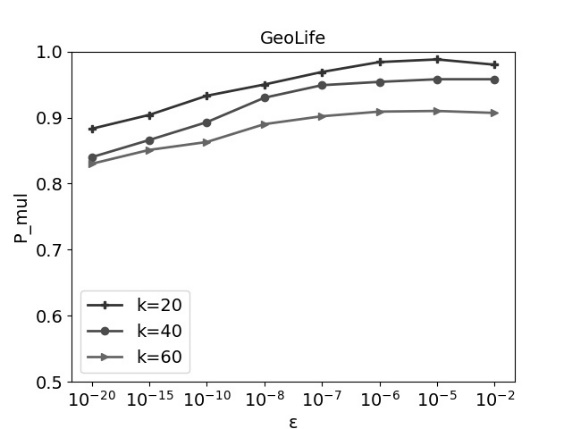 GeoLife
1.0
0.9
0.8
0.7
0.6
0.5
P_mul
k=20
k=40
k=60
10⁻²⁰ 10⁻¹⁵ 10⁻¹⁰ 10⁻⁸ 10⁻⁷ 10⁻⁶ 10⁻⁵ 10⁻²
ε